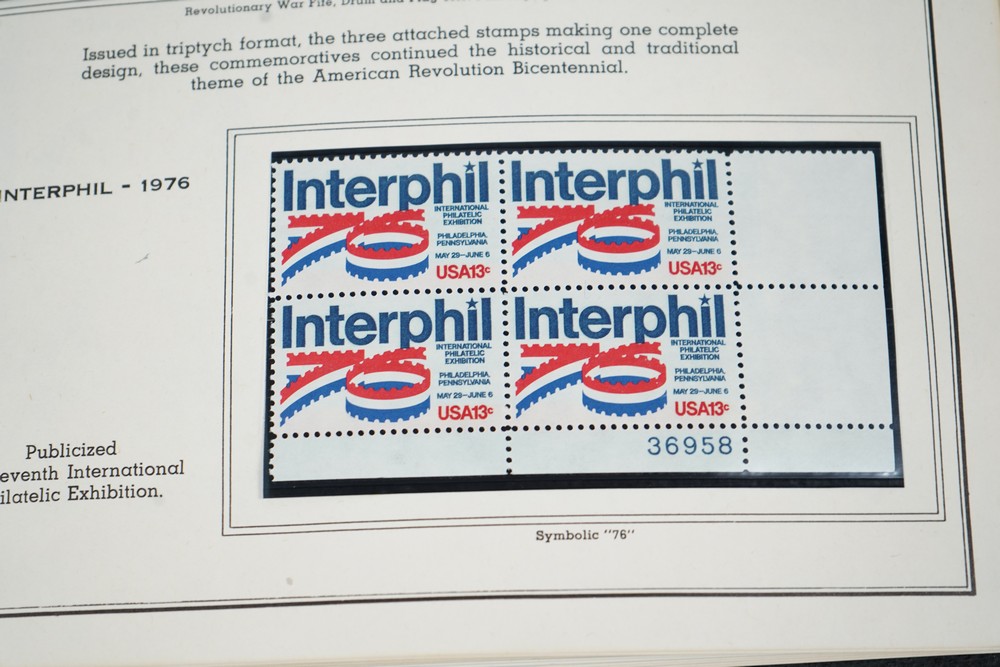 Revolutionary War Fife, Drum and Flag
Issued in triptych format, the three attached stamps making one complete
design, these commemoratives continued the historical and traditional
theme of the American Revolution Bicentennial.
INTERPHIL - 1976
Interphil
INTERNATIONAL
PHILATELIC
EXHIBITION
PHILADELPHIA,
PENNSYLVANIA
MAY 29-JUNE 6
USA13c
Interphil
INTERNATIONAL
PHILATELIC
EXHIBITION
PHILADELPHIA,
PENNSYLVANIA
MAY 29-JUNE 6
USA13c
Interphil
INTERNATIONAL
PHILATELIC
EXHIBITION
PHILADELPHIA,
PENNSYLVANIA
MAY 29-JUNE 6
USA13c
Interphil
INTERNATIONAL
PHILATELIC
EXHIBITION
PHILADELPHIA,
PENNSYLVANIA
MAY 29-JUNE 6
USA13c
36958
Publicized
eventh International
ilatelic Exhibition.
Symbolic "76"